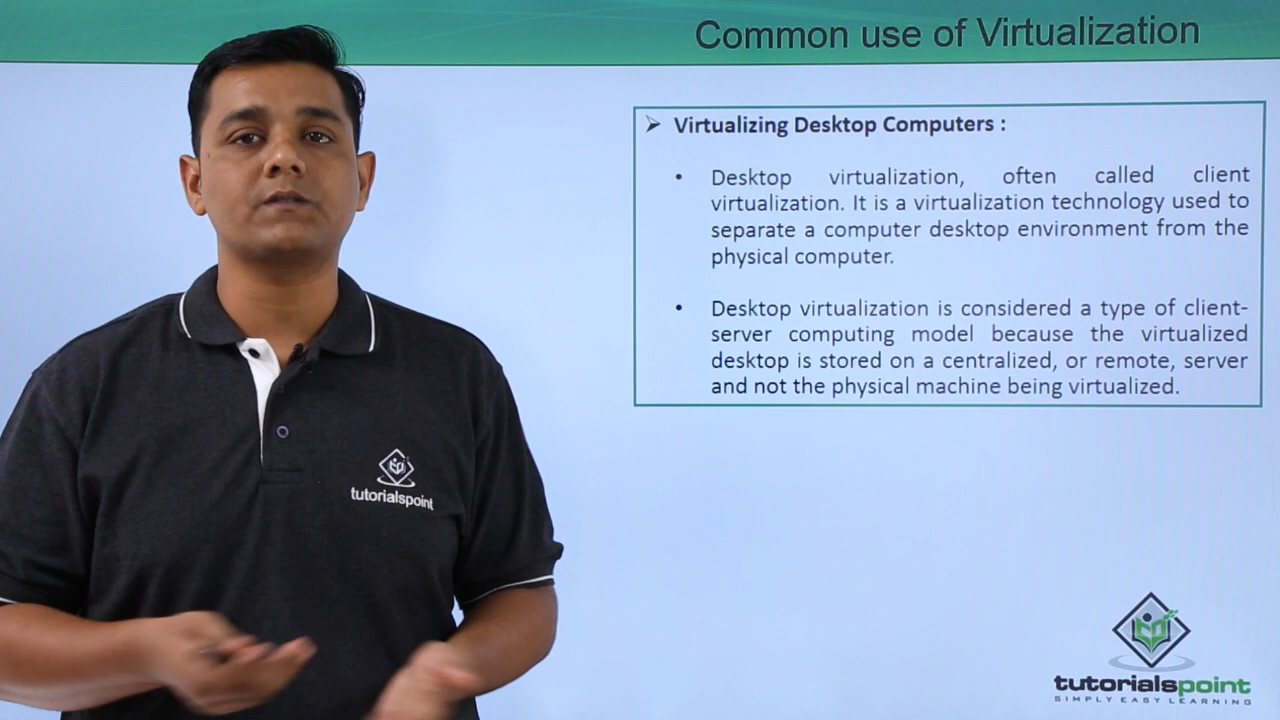 Common use of Virtualization
➤ Virtualizing Desktop Computers :
• Desktop virtualization, often called client
virtualization. It is a virtualization technology used to
separate a computer desktop environment from the
physical computer.
• Desktop virtualization is considered a type of client-
server computing model because the virtualized
desktop is stored on a centralized, or remote, server
and not the physical machine being virtualized.
tutorialspoint
tutorialspoint
SIMPLY EASY LEARNING